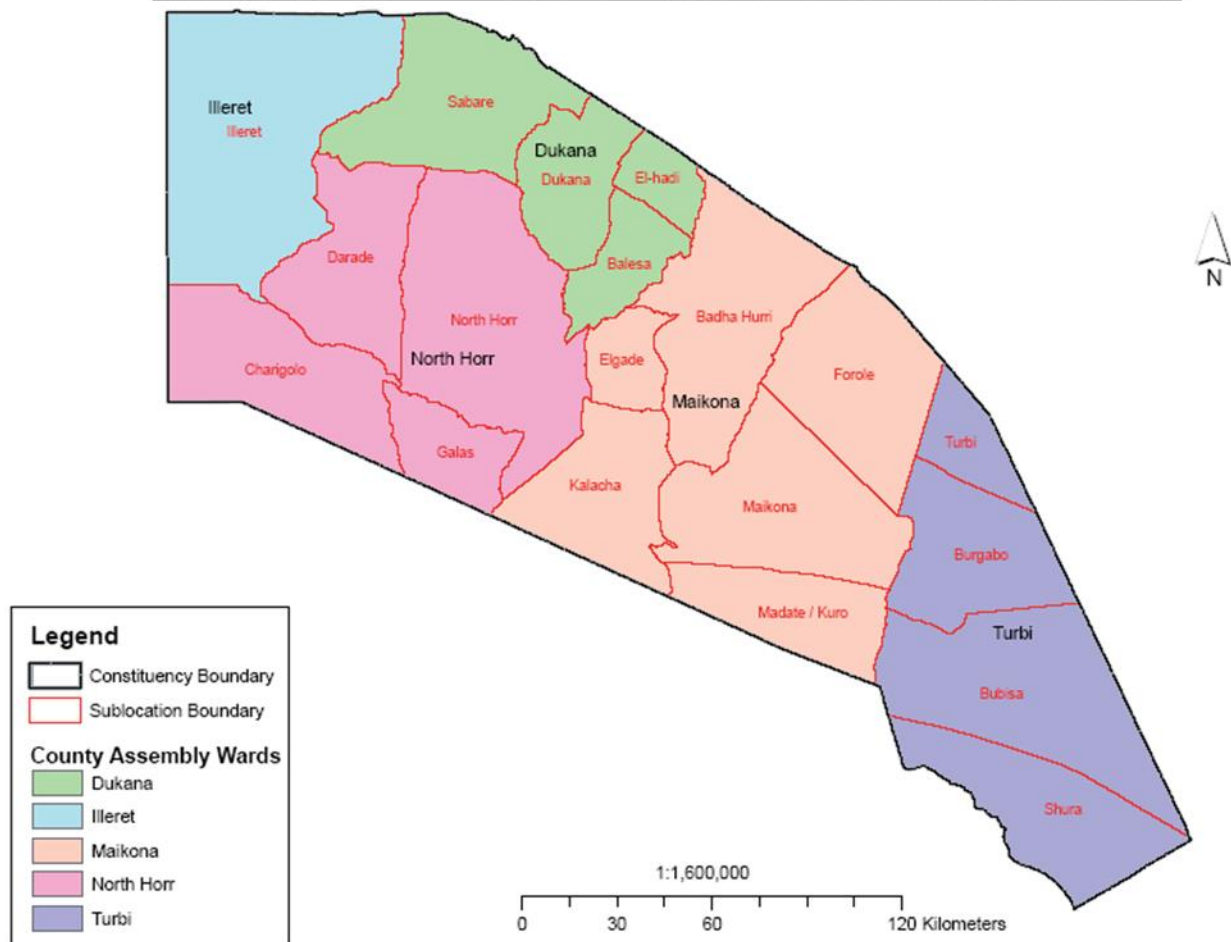 Illeret
Illeret
Sabare
Dukana
Dukana
El-hadi
Darade
Balesa
N
North Horr
North Horr
Badha Hurri
Elgade
Charigolo
Forole
Maikona
Galas
Turbi
Kalacha
Maikona
Burgabo
Madate / Kuro
Turbi
Bubisa
Shura
Legend
Constituency Boundary
Sublocation Boundary
County Assembly Wards
Dukana
Illeret
Maikona
North Horr
Turbi
1:1,600,000
0 30 60 120 Kilometers